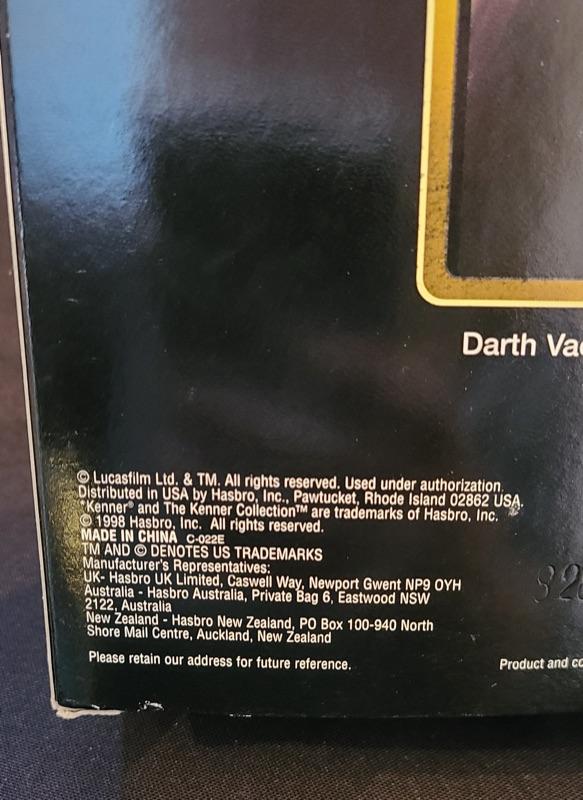 Darth
© Lucasfilm Ltd. & TM. All rights reserved. Used under authorization.
Distributed in USA by Hasbro, Inc., Pawtucket, Rhode Island 02862 USA.
*Kenner® and The Kenner Collection™ are trademarks of Hasbro, Inc.
© 1998 Hasbro, Inc. All rights reserved.
MADE IN CHINA C-022E
TM AND © DENOTES US TRADEMARKS
Manufacturer's Representatives:
UK- Hasbro UK Limited, Caswell Way, Newport Gwent NP9 OYH
Australia - Hasbro Australia, Private Bag 6, Eastwood NSW
2122, Australia
New Zealand - Hasbro New Zealand, PO Box 100-940 North
Shore Mail Centre, Auckland, New Zealand
Please retain our address for future reference.
Product and